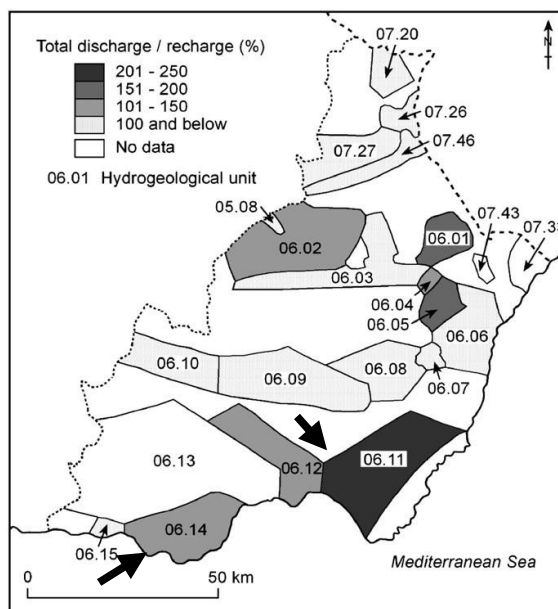 Total discharge / recharge (%)
201 - 250
151 - 200
101 - 150
100 and below
No data
06.01 Hydrogeological unit
N
07.20
07.26
07.46
07.27
05.08
06.02
06.01
07.43
07.33
06.03
06.04
06.05
06.06
06.10
06.09
06.08
06.07
06.13
06.12
06.11
06.14
06.15
Mediterranean Sea
0
50 km